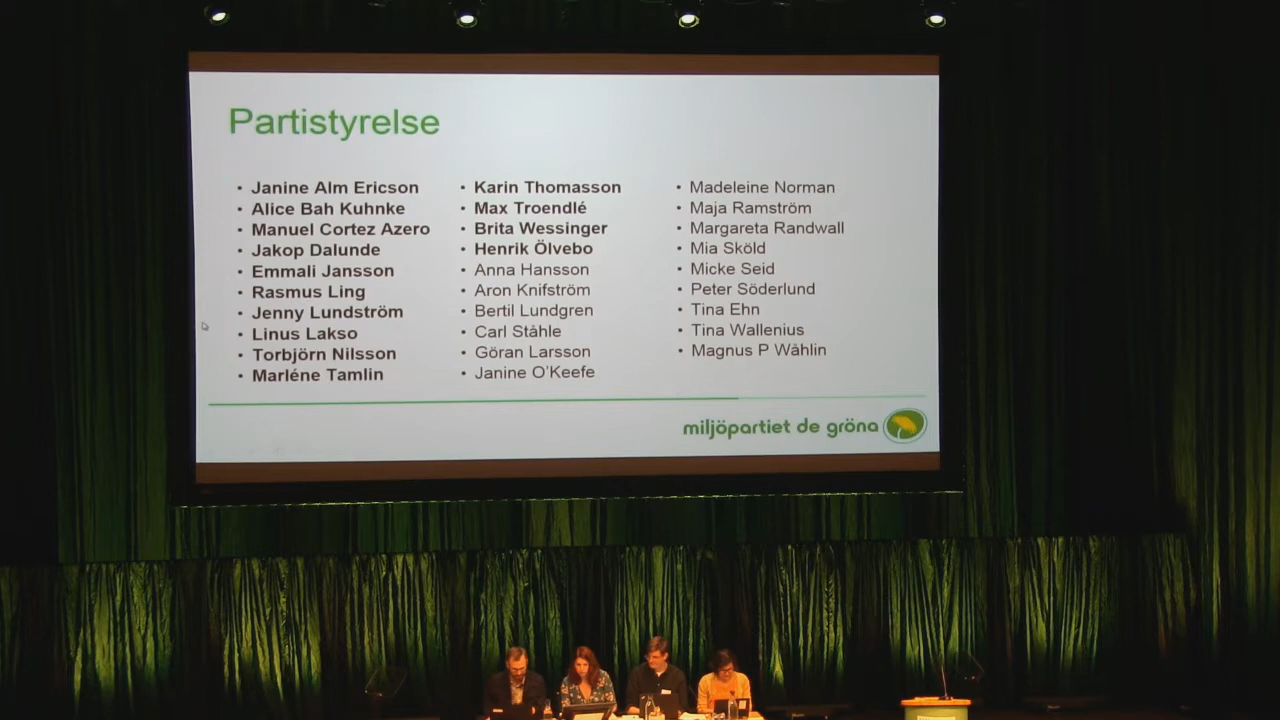 Partistyrelse
• Janine Alm Ericson
• Alice Bah Kuhnke
• Manuel Cortez Azero
• Jakop Dalunde
• Emmali Jansson
• Rasmus Ling
• Jenny Lundström
• Linus Lakso
• Torbjörn Nilsson
• Marléne Tamlin
• Karin Thomasson
• Max Troendlé
• Brita Wessinger
• Henrik Ölvebo
• Anna Hansson
• Aron Knifström
• Bertil Lundgren
• Carl Ståhle
• Göran Larsson
• Janine O'Keefe
• Madeleine Norman
• Maja Ramström
• Margareta Randwall
• Mia Sköld
• Micke Seid
• Peter Söderlund
• Tina Ehn
• Tina Wallenius
• Magnus P Wåhlin
miljöpartiet de gröna